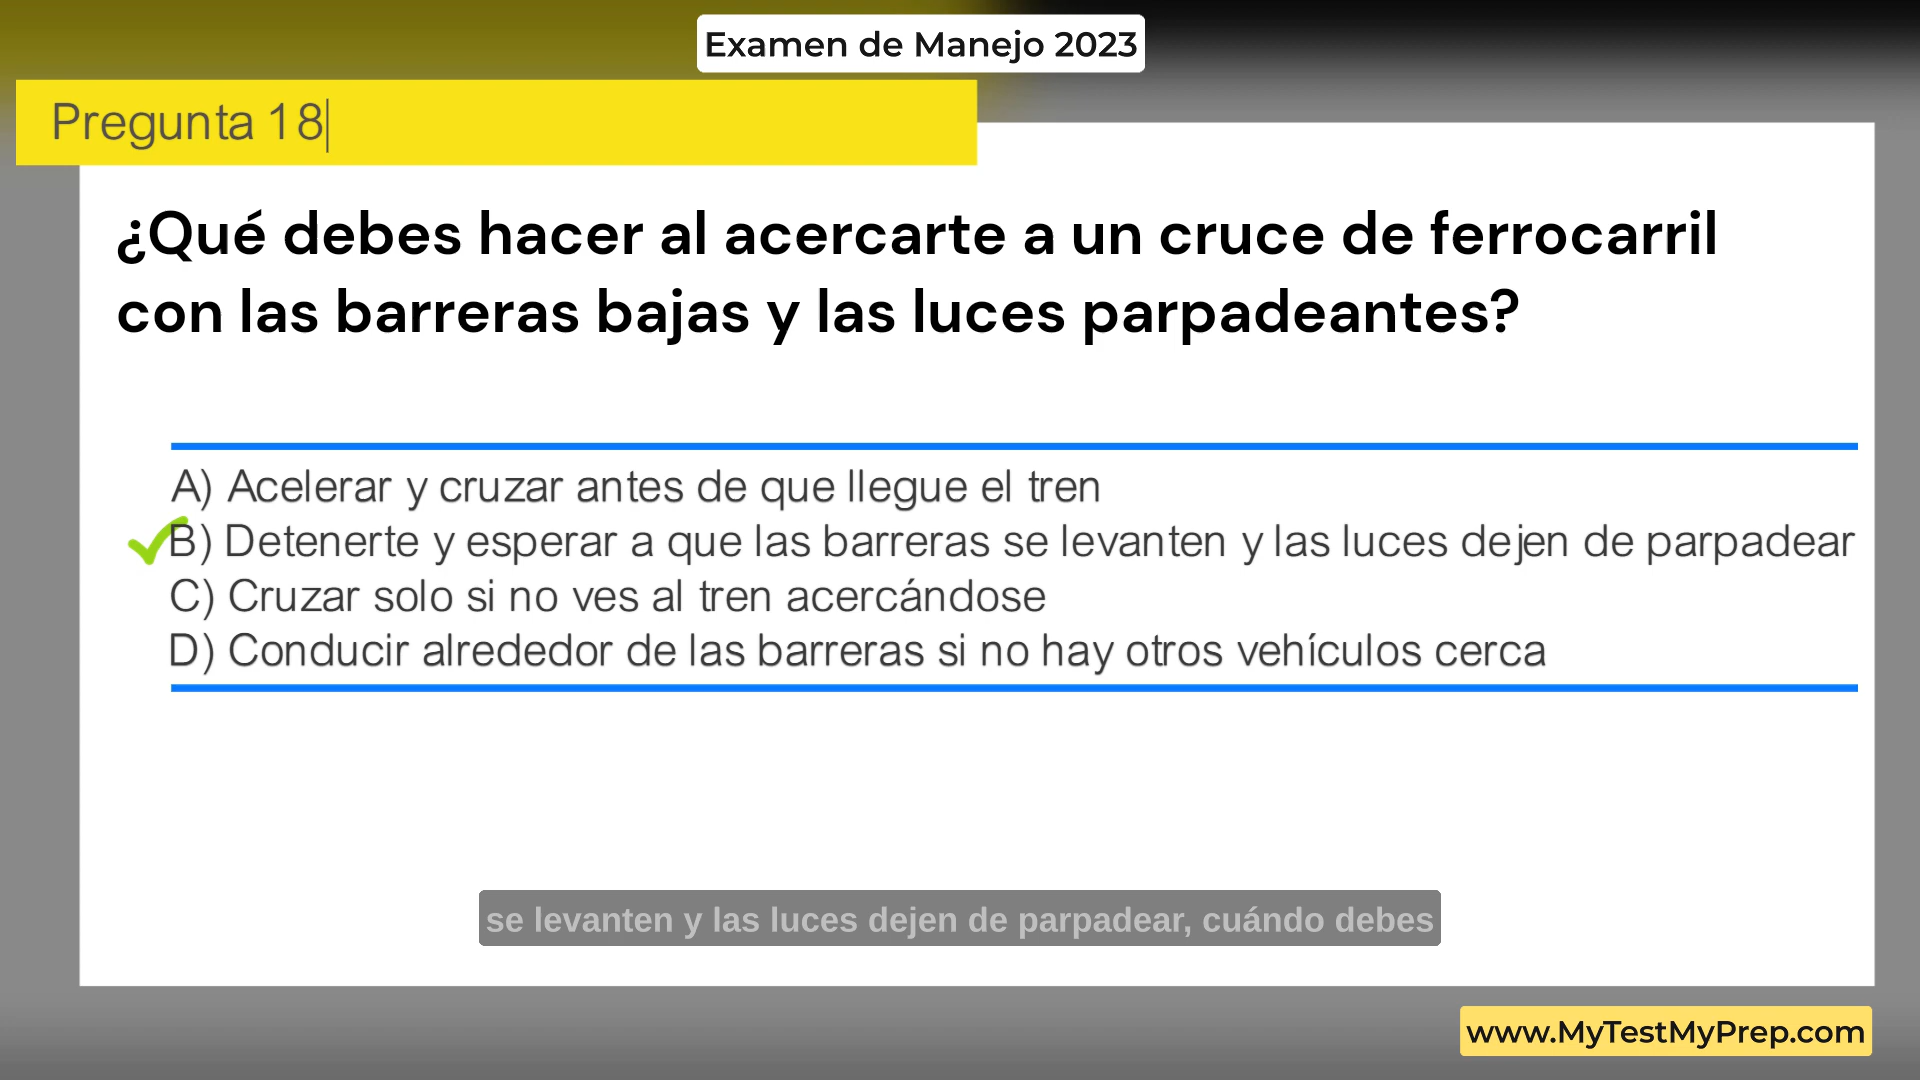 Examen de Manejo 2023
Pregunta 18
¿Qué debes hacer al acercarte a un cruce de ferrocarril
con las barreras bajas y las luces parpadeantes?
A) Acelerar y cruzar antes de que llegue el tren
B) Detenerte y esperar a que las barreras se levanten y las luces dejen de parpadear
C) Cruzar solo si no ves al tren acercándose
D) Conducir alrededor de las barreras si no hay otros vehículos cerca
se levanten y las luces dejen de parpadear, cuándo debes
www.MyTestMyPrep.com